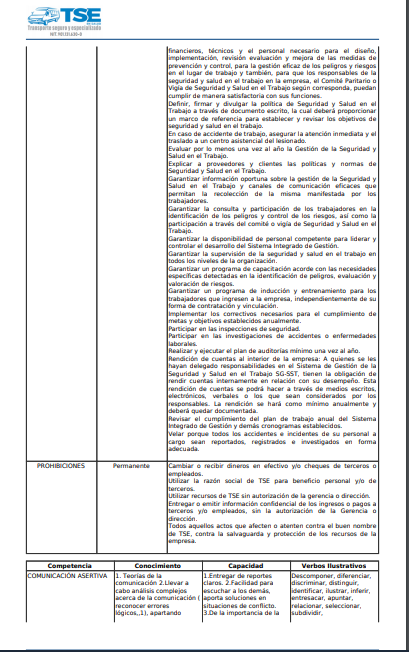 TSE
Transporte seguro y especializado
financieros, técnicos y el personal necesario para el diseño,
implementación, revisión evaluación y mejora de las medidas de
prevención y control, para la gestión eficaz de los peligros y riesgos
en el lugar de trabajo y también, para que los responsables de la
seguridad y salud en el trabajo en la empresa, el Comité Paritario o
Vigía de Seguridad y Salud en el Trabajo según corresponda, puedan
cumplir de manera satisfactoria con sus funciones.
Definir, firmar y divulgar la política de Seguridad y Salud en el
Trabajo a través de documento escrito, la cual deberá proporcionar
un marco de referencia para establecer y revisar los objetivos de
seguridad y salud en el trabajo.
En caso de accidente de trabajo, asegurar la atención inmediata y el
traslado a un centro asistencial del lesionado.
Evaluar por lo menos una vez al año la Gestión de la Seguridad y
Salud en el Trabajo.
Explicar a proveedores y clientes las políticas y normas de
Seguridad y Salud en el Trabajo.
Garantizar información oportuna sobre la gestión de la Seguridad y
Salud en el Trabajo y canales de comunicación eficaces que
permitan la recolección de la misma manifestada por los
trabajadores.
Garantizar la consulta y participación de los trabajadores en la
identificación de los peligros y control de los riesgos, así como la
participación a través del comité o vigía de Seguridad y Salud en el
Trabajo.
Garantizar la disponibilidad de personal competente para liderar y
controlar el desarrollo del Sistema Integrado de Gestión.
Garantizar la supervisión de la seguridad y salud en el trabajo en
todos los niveles de la organización.
Garantizar un programa de capacitación acorde con las necesidades
específicas detectadas en la identificación de peligros, evaluación y
valoración de riesgos.
Garantizar un programa de inducción y entrenamiento para los
trabajadores que ingresen a la empresa, independientemente de su
forma de contratación y vinculación.
Implementar los correctivos necesarios para el cumplimiento de
metas y objetivos establecidos anualmente.
Participar en las inspecciones de seguridad.
Participar en las investigaciones de accidentes o enfermedades
laborales.
Realizar y ejecutar el plan de auditorías mínimo una vez al año.
Rendición de cuentas al interior de la empresa: A quienes se les
hayan delegado responsabilidades en el Sistema de Gestión de la
Seguridad y Salud en el Trabajo SG-SST, tienen la obligación de
rendir cuentas internamente en relación con su desempeño. Esta
rendición de cuentas se podrá hacer a través de medios escritos,
electrónicos, verbales o los que sean considerados por los
responsables. La rendición se hará como mínimo anualmente y
deberá quedar documentada.
Revisar el cumplimiento del plan de trabajo anual del Sistema
Integrado de Gestión y demás cronogramas establecidos.
Velar porque todos los accidentes e incidentes de su personal a
cargo sean reportados, registrados e investigados en forma
adecuada.
PROHIBICIONES Permanente Cambiar o recibir dineros en efectivo y/o cheques de terceros o
empleados.
Utilizar la razón social de TSE para beneficio personal y/o de
terceros.
Utilizar recursos de TSE sin autorización de la gerencia o dirección.
Entregar o emitir información confidencial de los ingresos o pagos a
terceros y/o empleados, sin la autorización de la Gerencia o
dirección.
Todos aquellos actos que afecten o atenten contra el buen nombre
de TSE, contra la salvaguarda y protección de los recursos de la
empresa.
Competencia Conocimiento Capacidad Verbos Ilustrativos
COMUNICACIÓN ASERTIVA 1. Teorías de la 1.Entregar de reportes Descomponer, diferenciar,
comunicación 2.Llevar a claros. 2.Facilidad para discriminar, distinguir,
cabo análisis complejos escuchar a los demás, identificar, ilustrar, inferir,
acerca de la comunicación ( aporta soluciones en entresacar, apuntar,
reconocer errores situaciones de conflicto. relacionar, seleccionar,
lógicos,,1), apartando 3.De la importancia de la subdividir,